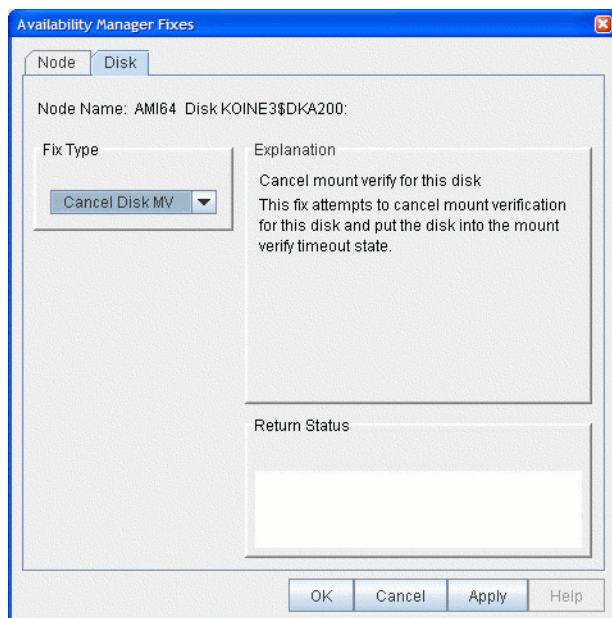 Availability Manager Fixes
Node
Disk
Node Name: AMI64 Disk KOINE3$DKA200:
Fix Type
Cancel Disk MV
Explanation
Cancel mount verify for this disk
This fix attempts to cancel mount verification
for this disk and put the disk into the mount
verify timeout state.
Return Status
OK
Cancel
Apply
Help